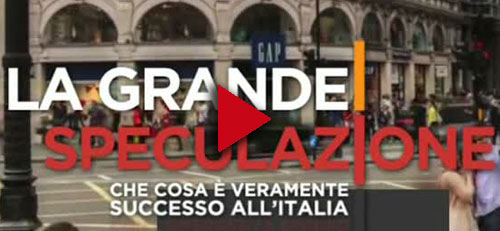 GAP
LA GRANDE
SPECULAZIONE
CHE COSA È VERAMENTE
SUCCESSO ALL'ITALIA